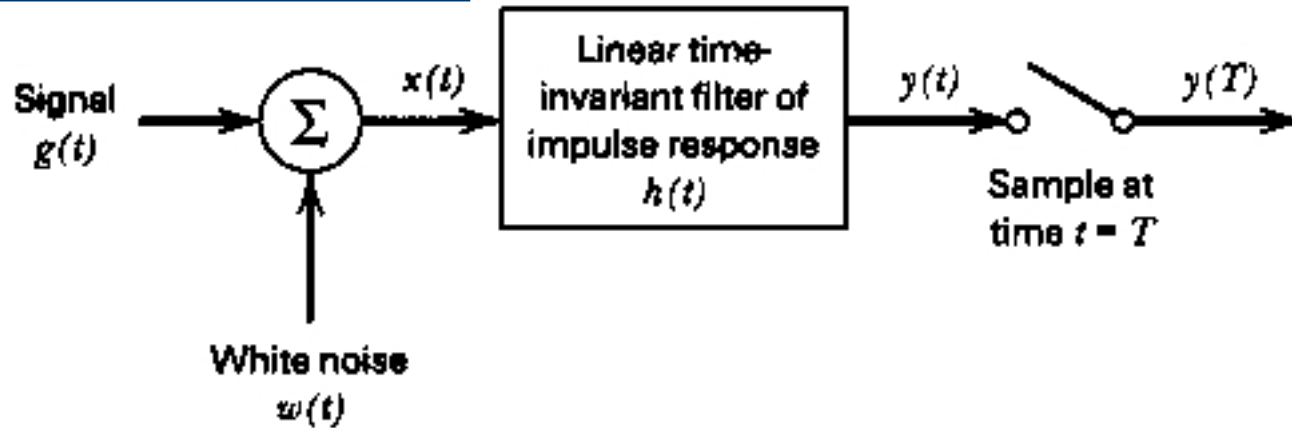 Signal
g(t)
Σ
x(t)
Linear time-
invariant filter of
impulse response
h(t)
y(t)
y(T)
Sample at
time t = T
White noise
w(t)